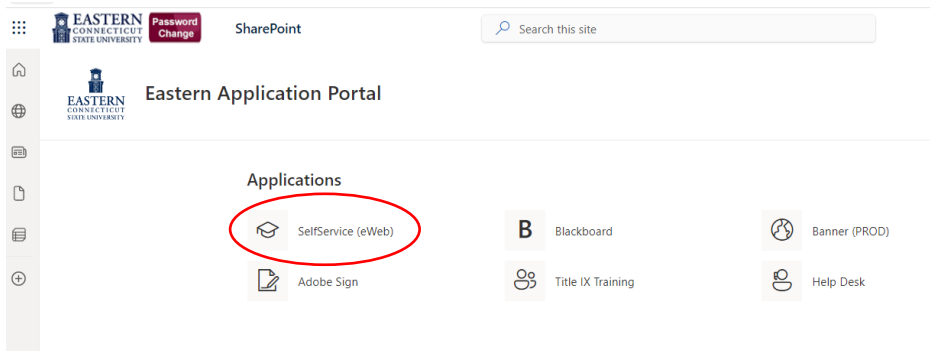 EASTERN
CONNECTICUT
STATE UNIVERSITY
Password
Change
SharePoint
Search this site
EASTERN
CONNECTICUT
STATE UNIVERSITY
Eastern Application Portal
Applications
SelfService (eWeb)
B Blackboard
Banner (PROD)
Adobe Sign
Title IX Training
Help Desk